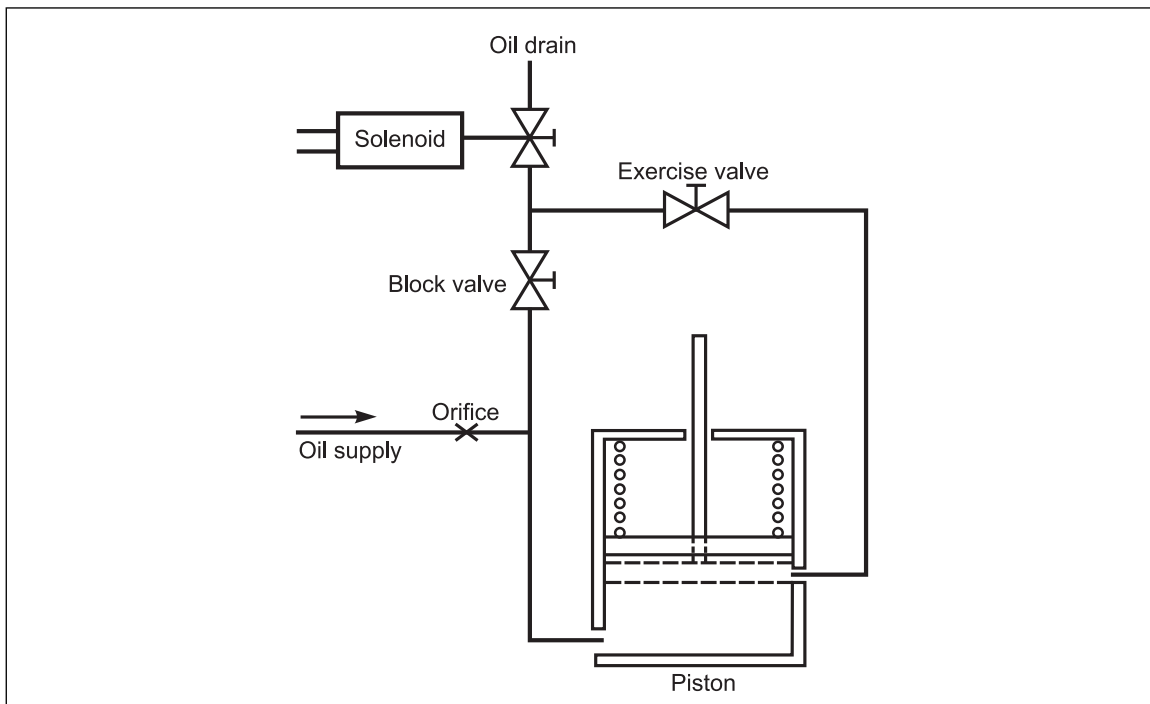 Oil drain
Solenoid
Exercise valve
Block valve
Orifice
Oil supply
Piston